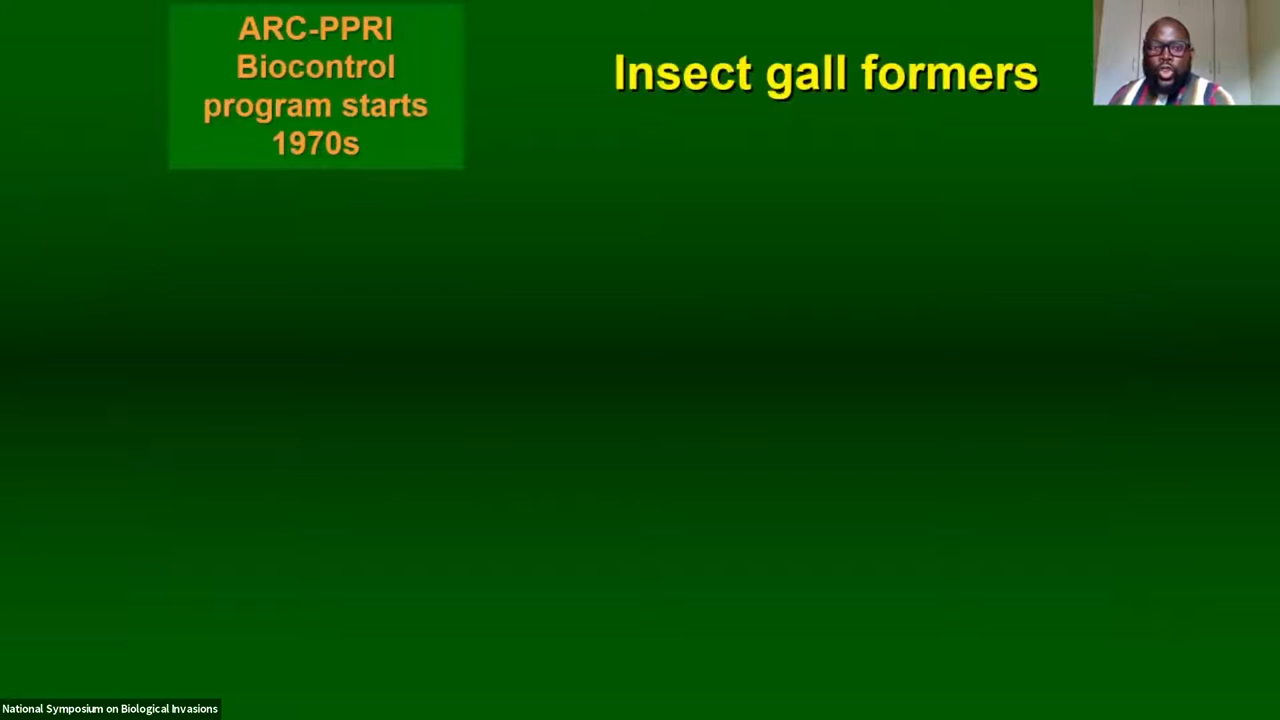 ARC-PPRI
Biocontrol
program starts
1970s
Insect gall formers
National Symposium on Biological Invasions